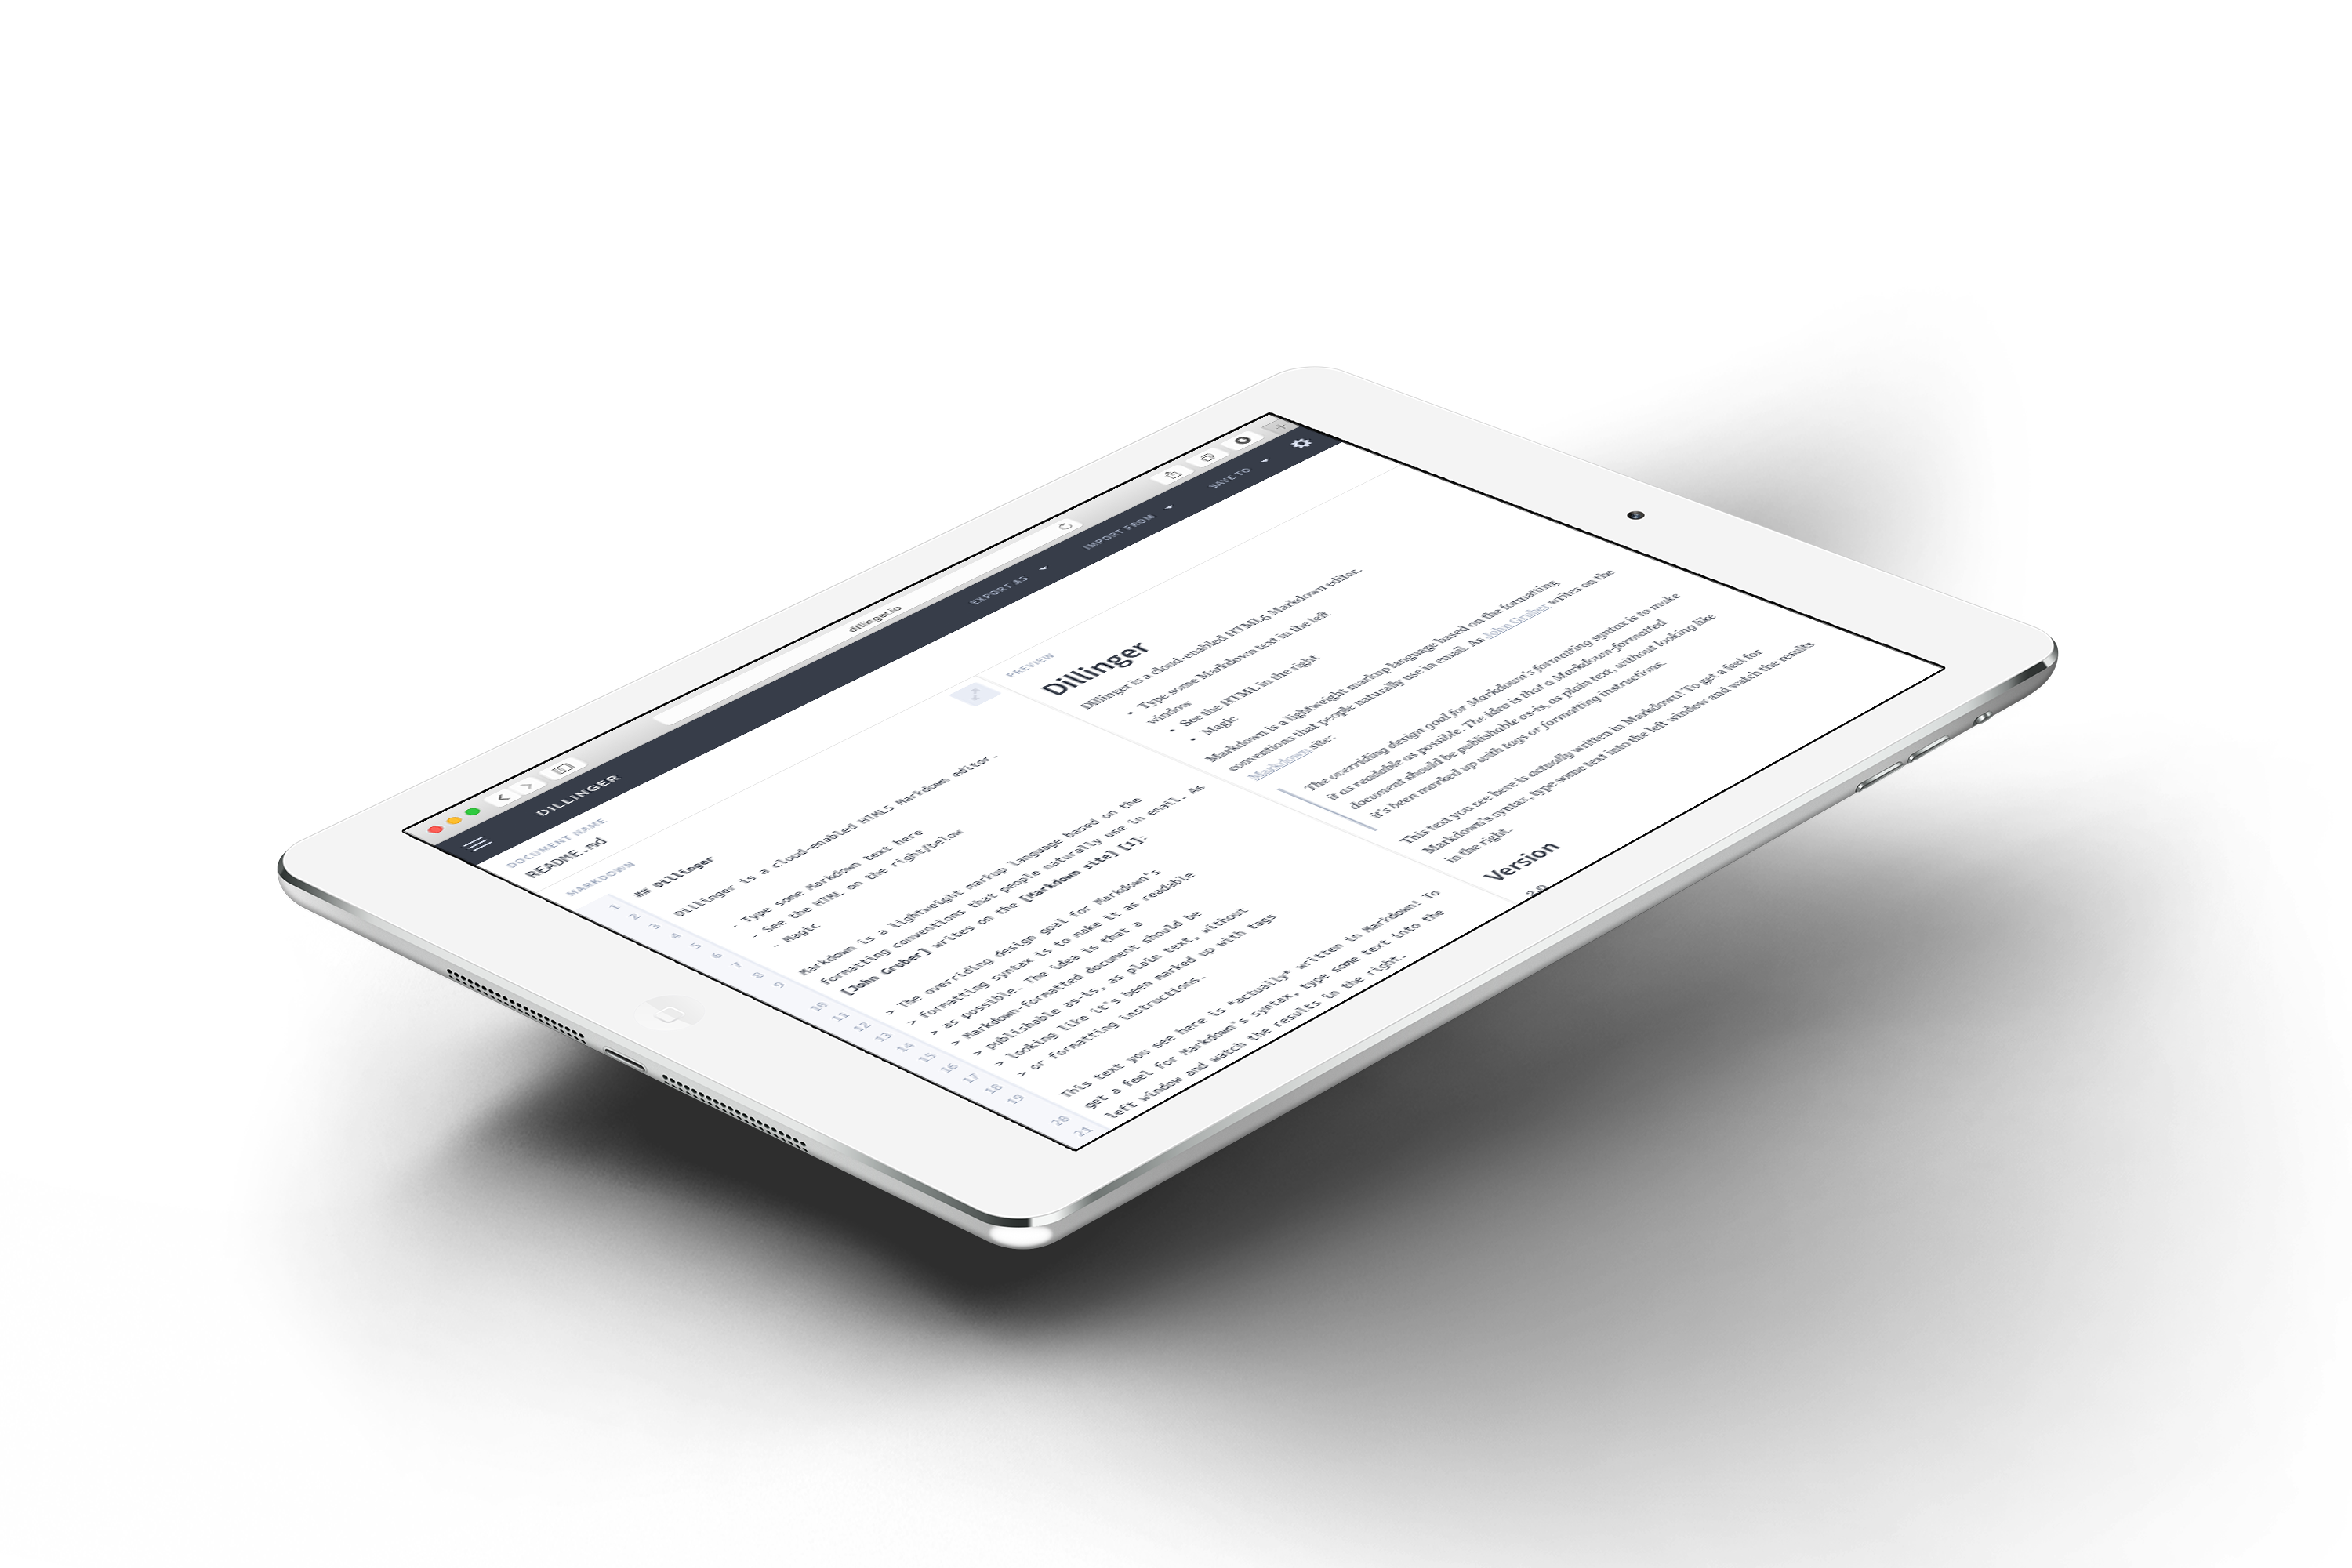 dillinger.io
DILLINGER
EXPORT AS
IMPORT FROM
SAVE TO
DOCUMENT NAME
README.md
MARKDOWN
1
2
3
4
5
6
7
8
9
10
11
12
13
14
15
16
17
18
19
20
21
## Dillinger
Dillinger is a cloud-enabled HTML5 Markdown editor.
- Type some Markdown text here
- See the HTML on the right/below
- Magic
Markdown is a lightweight markup language based on the
formatting conventions that people naturally use in email. As
[John Gruber] writes on the [Markdown site] [1]:
> The overriding design goal for Markdown's
> formatting syntax is to make it as readable
> as possible. The idea is that a
> Markdown-formatted document should be
> publishable as-is, as plain text, without
> looking like it's been marked up with tags
> or formatting instructions.
This text you see here is *actually* written in Markdown! To
get a feel for Markdown's syntax, type some text into the
left window and watch the results in the right.
PREVIEW
Dillinger
Dillinger is a cloud-enabled HTML5 Markdown editor.
• Type some Markdown text in the left
window
• See the HTML in the right
• Magic
Markdown is a lightweight markup language based on the formatting
conventions that people naturally use in email. As John Gruber writes on the
Markdown site:
The overriding design goal for Markdown's formatting syntax is to make
it as readable as possible. The idea is that a Markdown-formatted
document should be publishable as-is, as plain text, without looking like
it's been marked up with tags or formatting instructions.
This text you see here is actually written in Markdown! To get a feel for
Markdown's syntax, type some text into the left window and watch the results
in the right.
Version
2.0